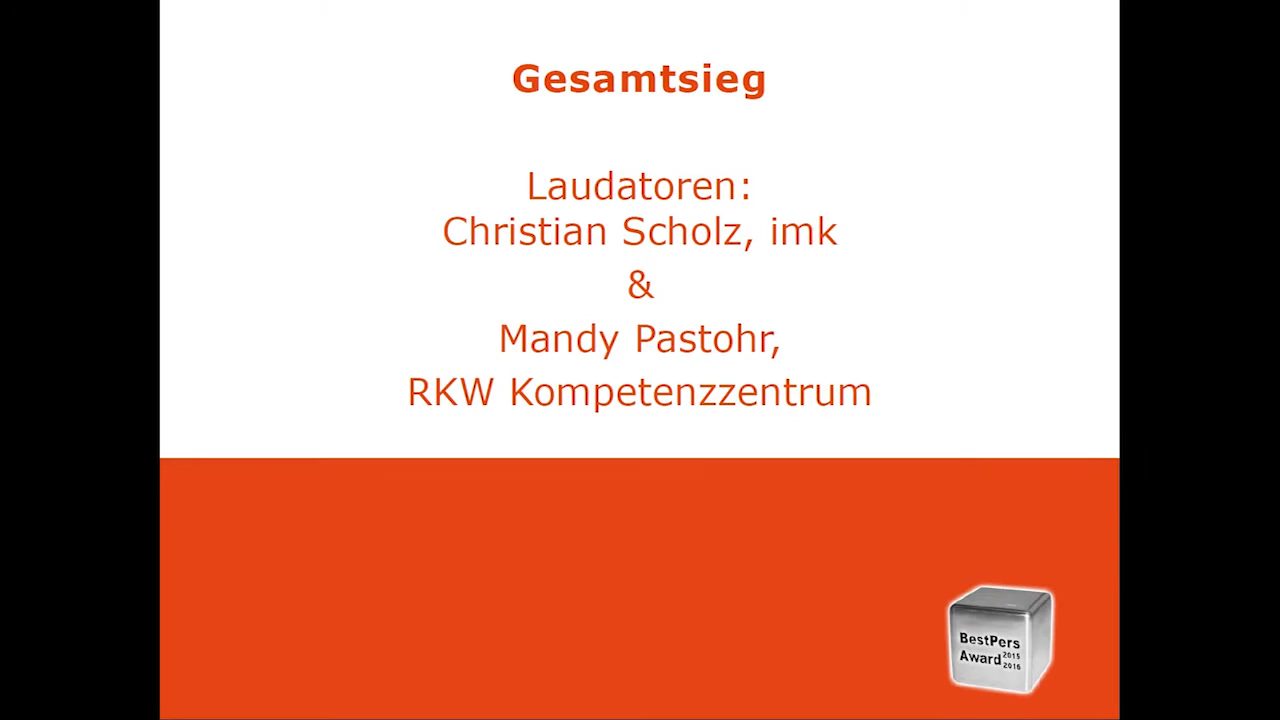 Gesamtsieg
Laudatoren:
Christian Scholz, imk
&
Mandy Pastohr,
RKW Kompetenzzentrum
BestPers
Award 2015
2016